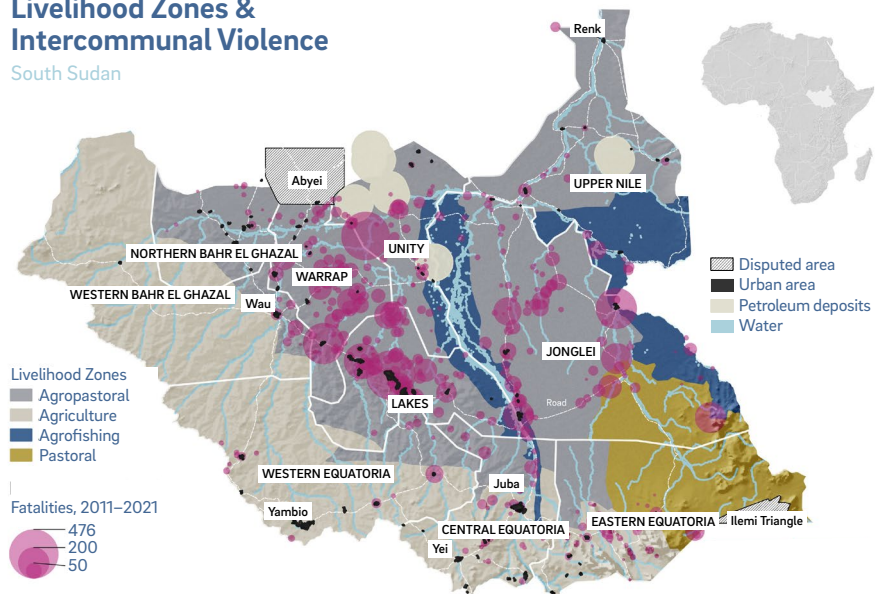 Livelihood Zones &
Intercommunal Violence
South Sudan
Renk
Abyei
UPPER NILE
NORTHERN BAHR EL GHAZAL
UNITY
WARRAP
WESTERN BAHR EL GHAZAL
Wau
Disputed area
Urban area
Petroleum deposits
Water
JONGLEI
Livelihood Zones
Agropastoral
Agriculture
Agrofishing
Pastoral
LAKES
Road
WESTERN EQUATORIA
Juba
Fatalities, 2011–2021
476
200
50
Yambio
CENTRAL EQUATORIA
EASTERN EQUATORIA
Ilemi Triangle
Yei